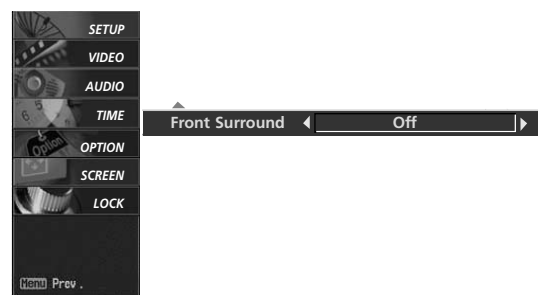 SETUP
VIDEO
AUDIO
TIME
OPTION
SCREEN
LOCK
Front Surround Off
Menu Prev.